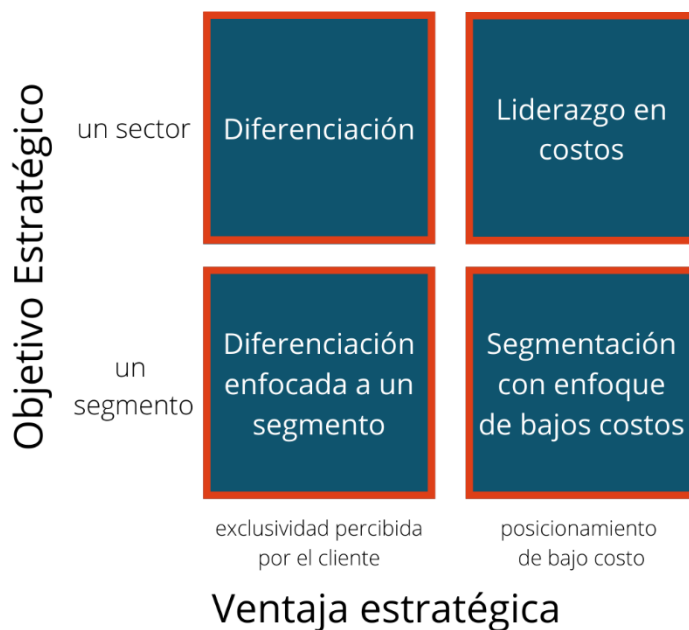 Objetivo Estratégico
un sector
Diferenciación
Liderazgo en
costos
un
segmento
Diferenciación
enfocada a un
segmento
Segmentación
con enfoque
de bajos costos
exclusividad percibida
por el cliente
posicionamiento
de bajo costo
Ventaja estratégica